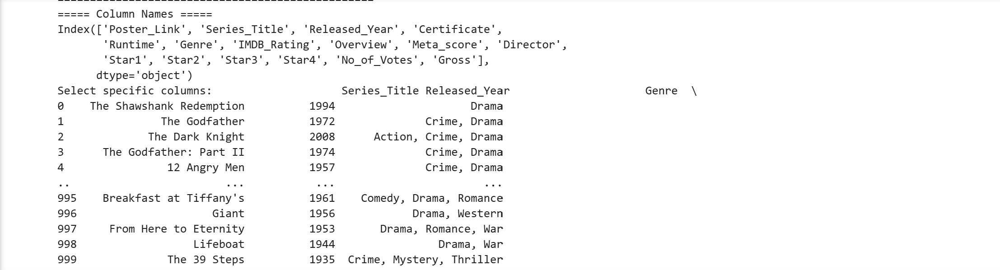 ===== Column Names =====
Index(['Poster_Link', 'Series_Title', 'Released_Year', 'Certificate',
       'Runtime', 'Genre', 'IMDB_Rating', 'Overview', 'Meta_score', 'Director',
       'Star1', 'Star2', 'Star3', 'Star4', 'No_of_Votes', 'Gross'],
      dtype='object')
Select specific columns:                    Series_Title Released_Year                     Genre  \
0    The Shawshank Redemption          1994                     Drama
1               The Godfather          1972              Crime, Drama
2             The Dark Knight          2008      Action, Crime, Drama
3      The Godfather: Part II          1974              Crime, Drama
4                12 Angry Men          1957              Crime, Drama
..                        ...           ...                       ...
995    Breakfast at Tiffany's          1961    Comedy, Drama, Romance
996                     Giant          1956            Drama, Western
997     From Here to Eternity          1953       Drama, Romance, War
998                  Lifeboat          1944                Drama, War
999              The 39 Steps          1935  Crime, Mystery, Thriller